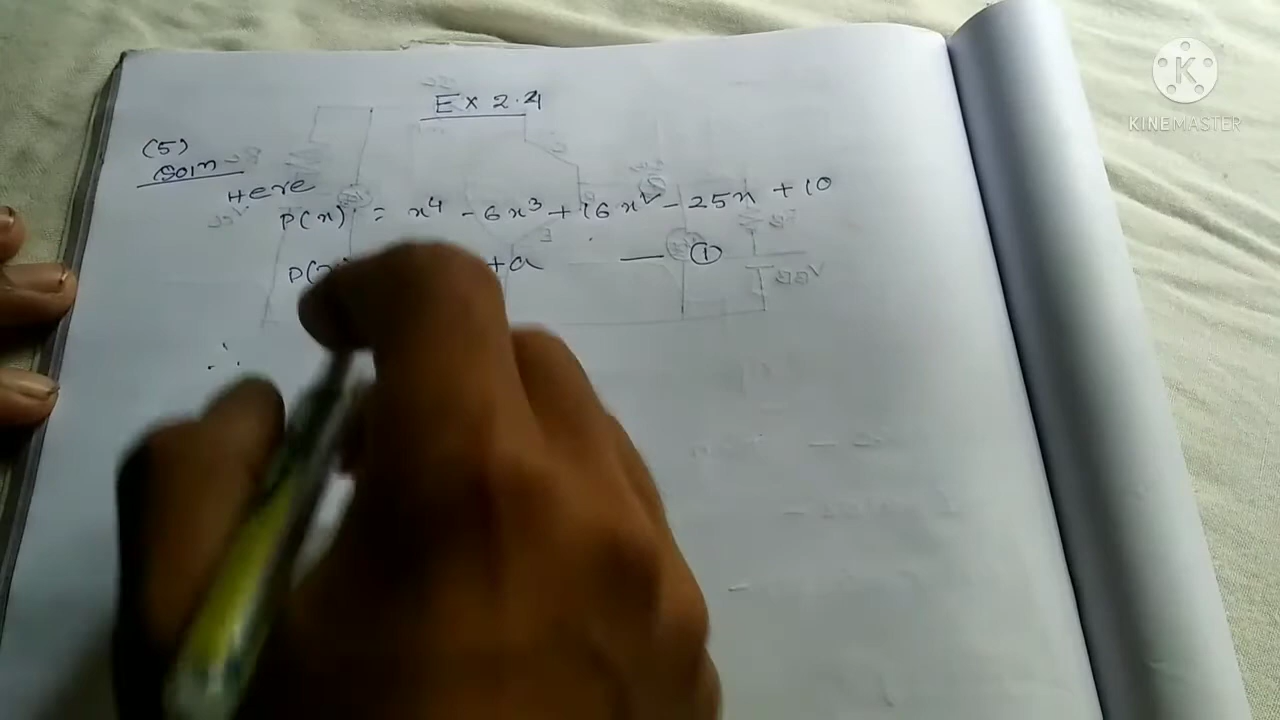 Ex 2.4
(5)
Soln
Here
P(x) = x⁴ - 6x³ + 16x² - 25x + 10
+a — ①
∴
KINEMASTER